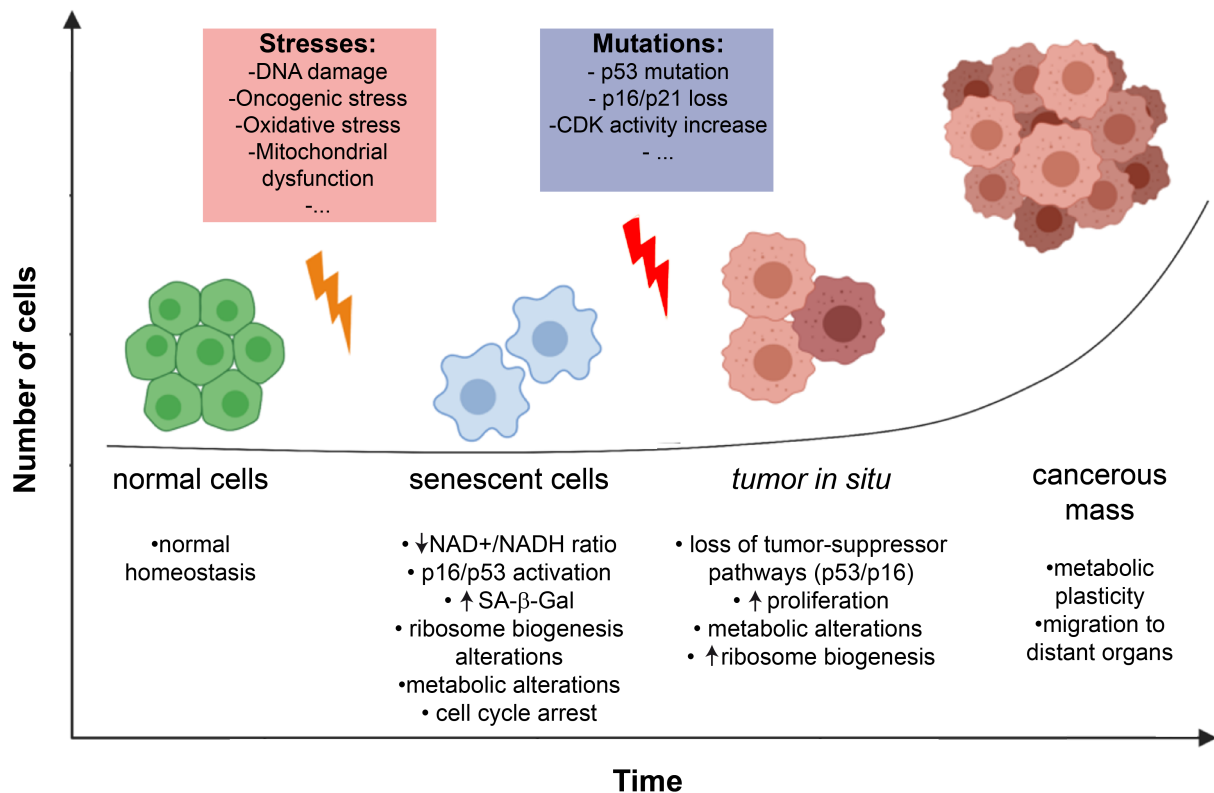 Stresses:
-DNA damage
-Oncogenic stress
-Oxidative stress
-Mitochondrial
dysfunction
-...
Mutations:
- p53 mutation
- p16/p21 loss
-CDK activity increase
- ...
Number of cells
normal cells
•normal
homeostasis
senescent cells
• ↓NAD+/NADH ratio
• p16/p53 activation
• ↑SA-β-Gal
• ribosome biogenesis
alterations
•metabolic alterations
• cell cycle arrest
tumor in situ
• loss of tumor-suppressor
pathways (p53/p16)
• ↑proliferation
• metabolic alterations
• ↑ribosome biogenesis
cancerous
mass
•metabolic
plasticity
•migration to
distant organs
Time